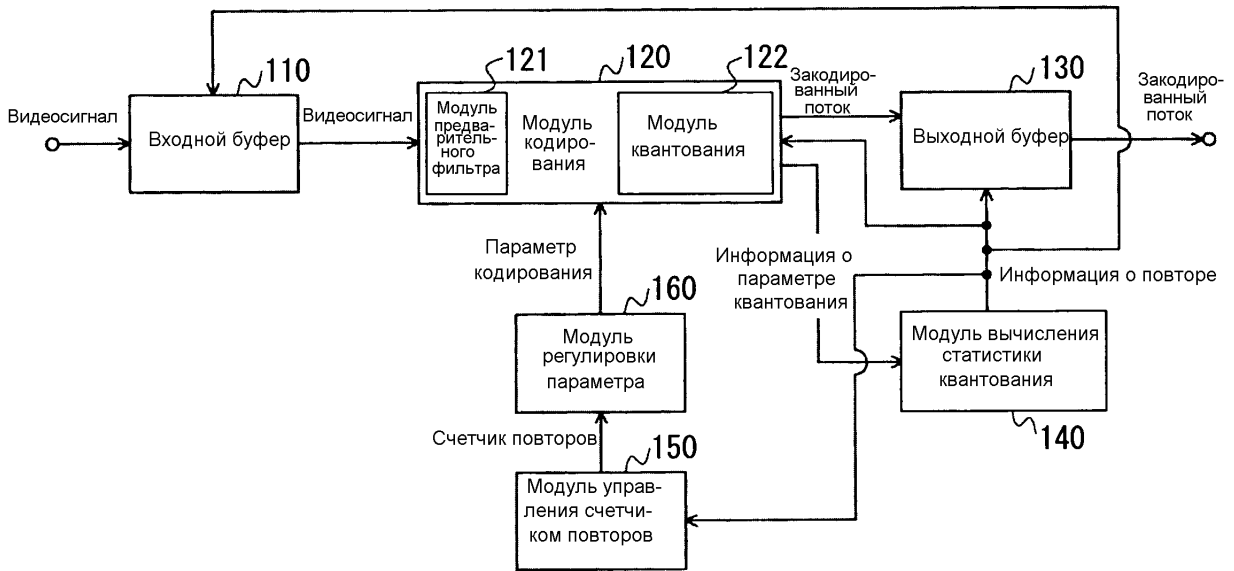 110
121
120
122
130
Видеосигнал
Входной буфер
Видеосигнал
Модуль
предва-
рительно-
го
фильтра
Модуль
кодиро-
вания
Модуль
квантования
Закодиро-
ванный
поток
Выходной буфер
Закодиро-
ванный
поток
Параметр
кодирования
Информация о
параметре
квантования
Информация о повторе
160
Модуль
регулировки
параметра
Модуль вычисления
статистики
квантования
140
Счетчик повторов
150
Модуль управ-
ления счетчи-
ком повторов